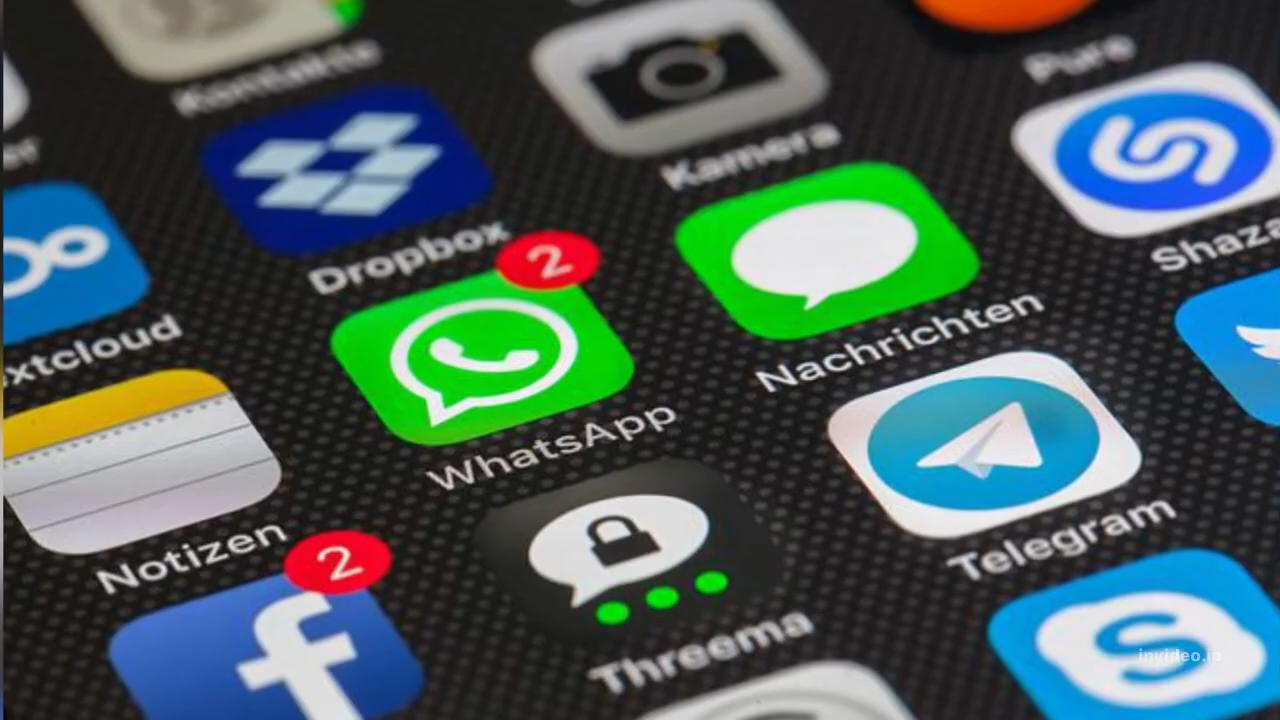 Kontakte
Kamera
Pure
Dropbox
2
Shaza
xtcloud
WhatsApp
Nachrichten
Notizen
2
Threema
Telegram
invideo.io